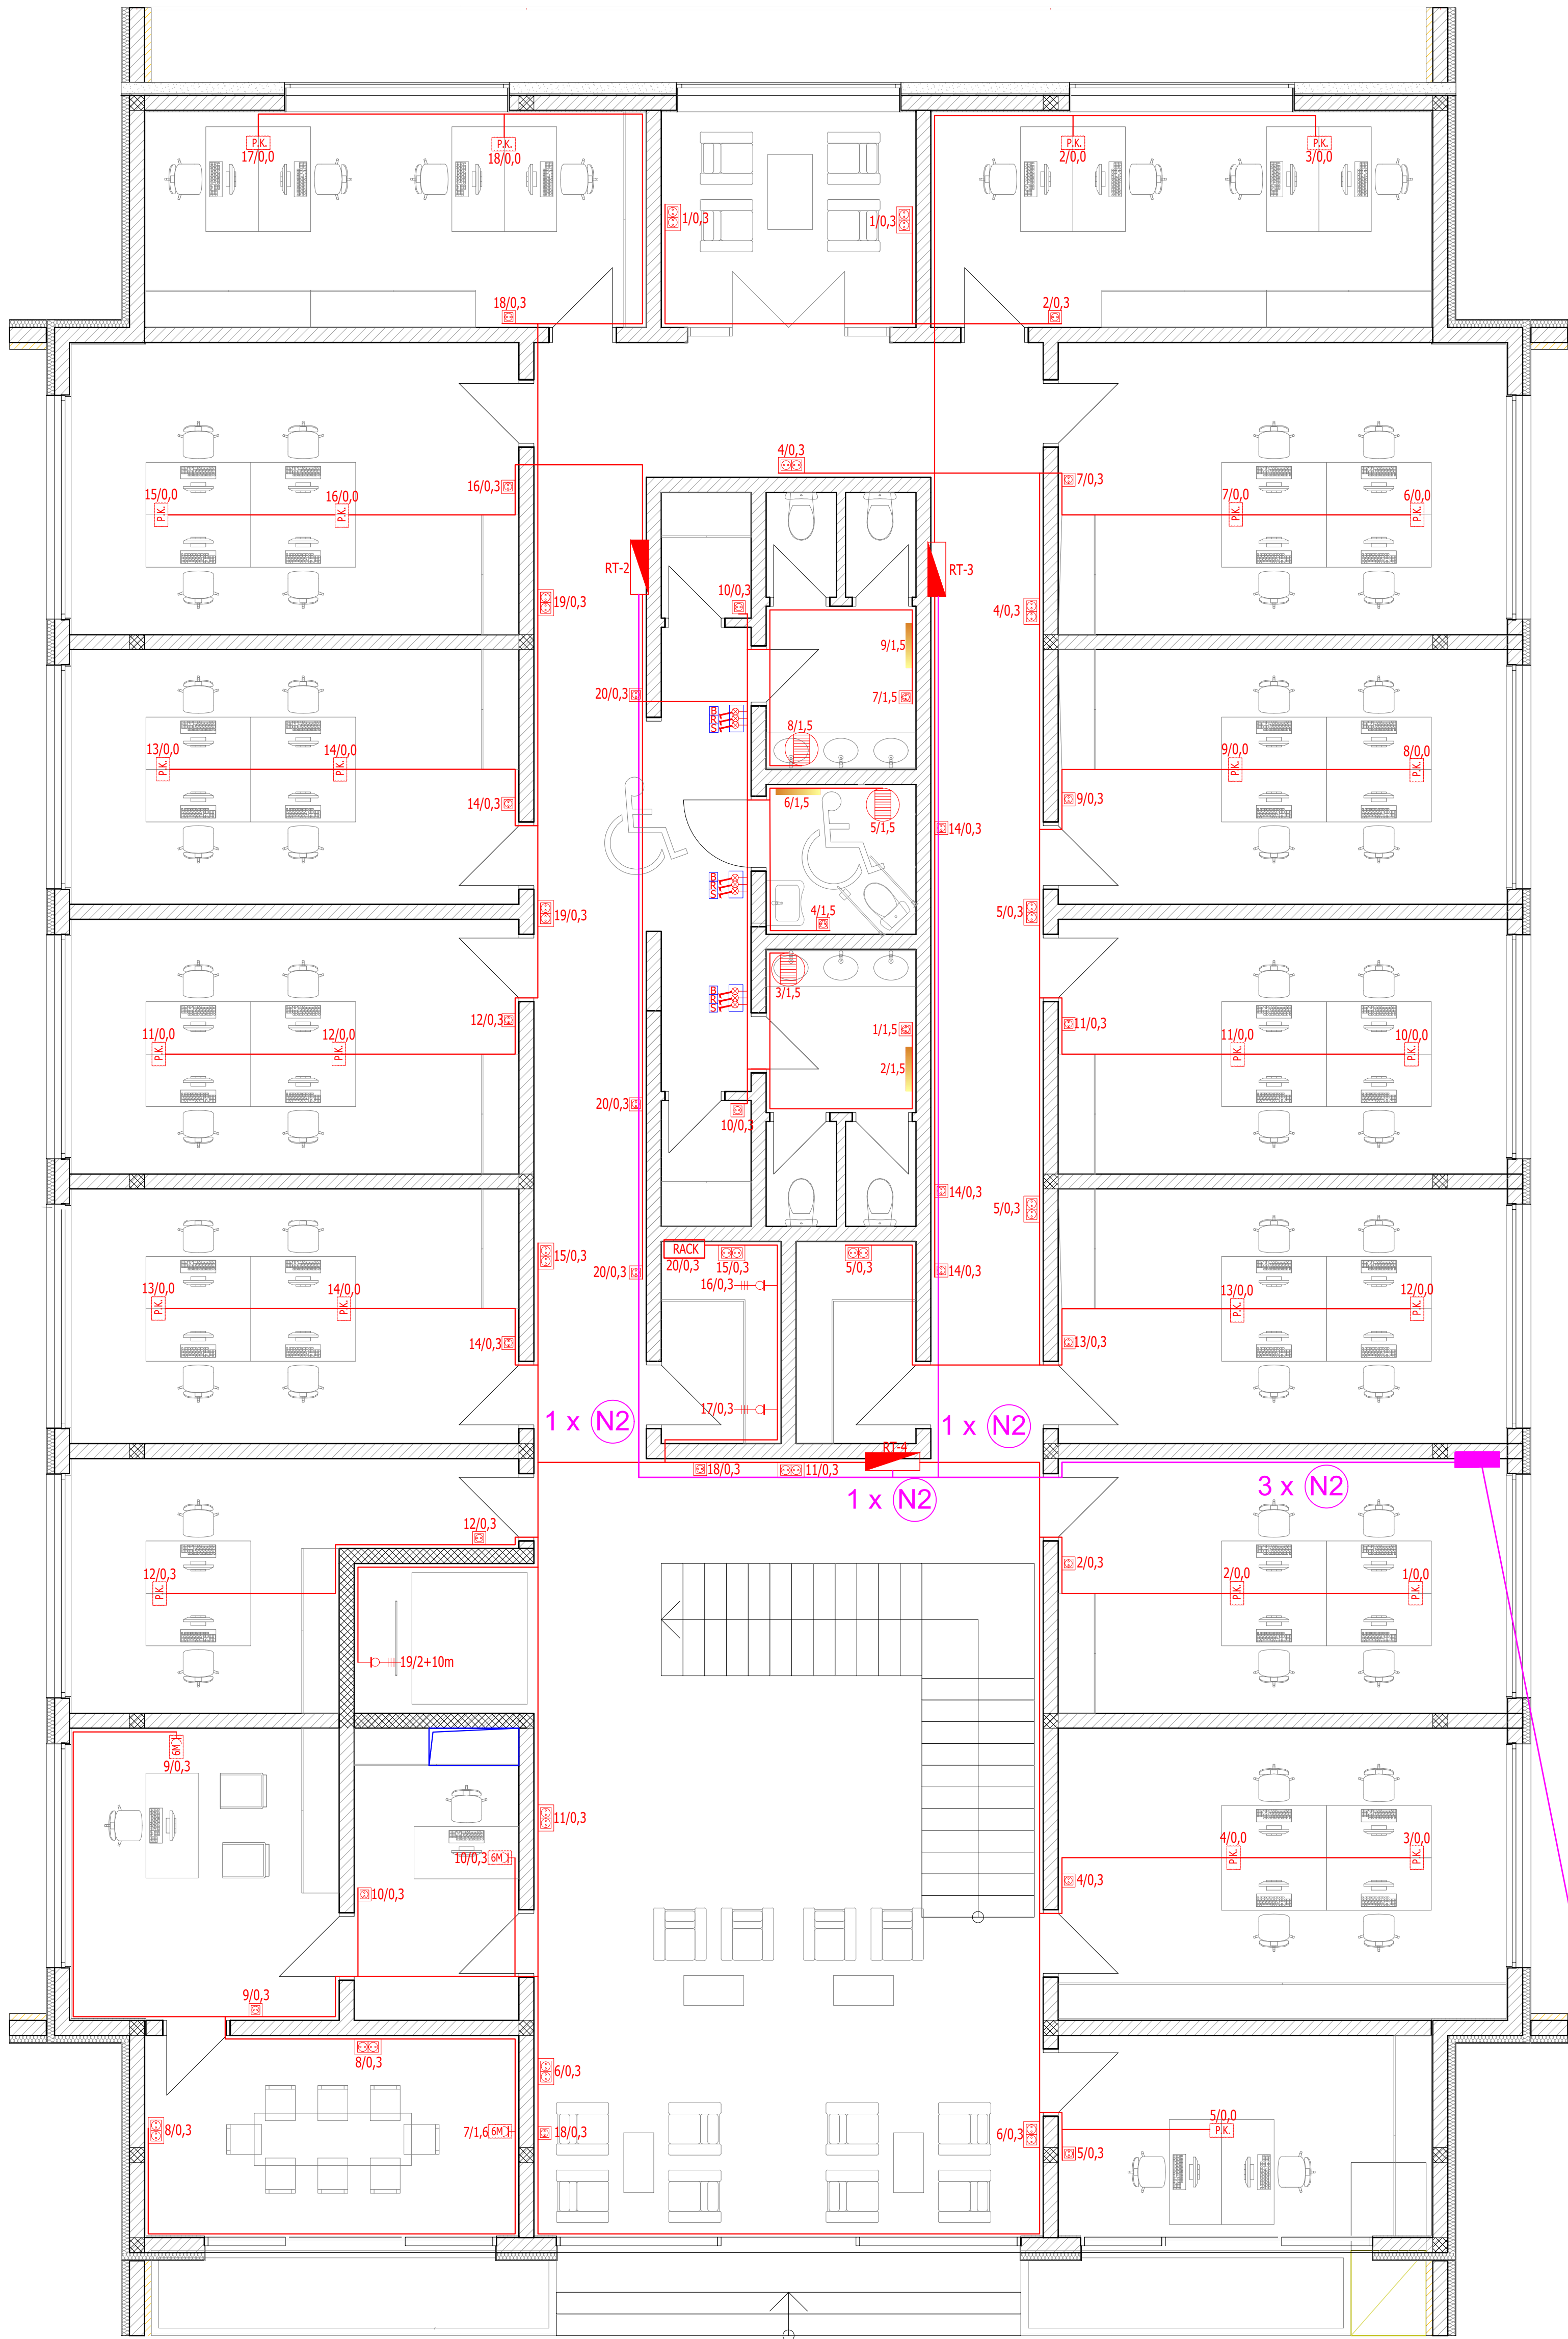 P.K.
17/0,0
P.K.
18/0,0
P.K.
2/0,0
P.K.
3/0,0
1/0,3
1/0,3
18/0,3
2/0,3
4/0,3
16/0,3
7/0,3
15/0,0
P.K.
16/0,0
P.K.
7/0,0
P.K.
6/0,0
P.K.
RT-2
RT-3
10/0,3
19/0,3
4/0,3
9/1,5
20/0,3
7/1,5
B
R
S
8/1,5
13/0,0
P.K.
14/0,0
P.K.
9/0,0
P.K.
8/0,0
P.K.
14/0,3
6/1,5
5/1,5
9/0,3
14/0,3
B
R
S
19/0,3
4/1,5
5/0,3
B
R
S
3/1,5
12/0,3
1/1,5
11/0,3
11/0,0
P.K.
12/0,0
P.K.
11/0,0
P.K.
10/0,0
P.K.
2/1,5
20/0,3
10/0,3
14/0,3
5/0,3
15/0,3
RACK
20/0,3
15/0,3
5/0,3
20/0,3
14/0,3
16/0,3
13/0,0
P.K.
14/0,0
P.K.
13/0,0
P.K.
12/0,0
P.K.
14/0,3
13/0,3
17/0,3
1 x N2
1 x N2
RT-4
18/0,3
11/0,3
3 x N2
1 x N2
12/0,3
12/0,3
P.K.
2/0,3
2/0,0
P.K.
1/0,0
P.K.
19/2+10m
6M
9/0,3
11/0,3
4/0,0
P.K.
3/0,0
P.K.
10/0,3
6M
10/0,3
4/0,3
9/0,3
8/0,3
6/0,3
8/0,3
7/1,6
6M
18/0,3
6/0,3
5/0,0
P.K.
5/0,3